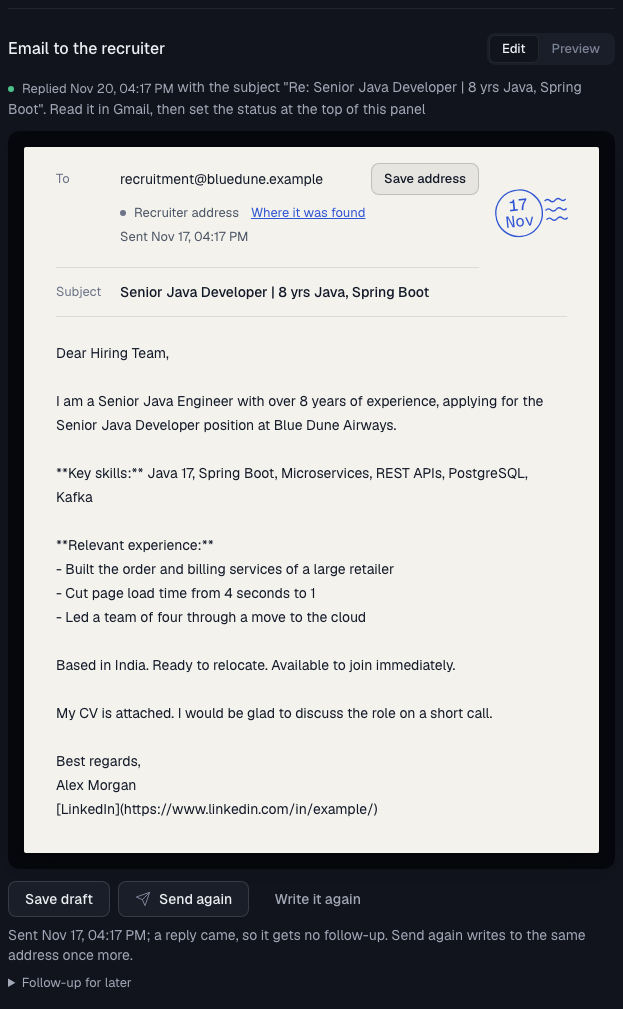 Email to the recruiter
Edit
Preview
Replied Nov 20, 04:17 PM with the subject "Re: Senior Java Developer | 8 yrs Java, Spring
Boot". Read it in Gmail, then set the status at the top of this panel
To
recruitment@bluedune.example
Save address
Recruiter address
Where it was found
Sent Nov 17, 04:17 PM
17
Nov
Subject
Senior Java Developer | 8 yrs Java, Spring Boot
Dear Hiring Team,
I am a Senior Java Engineer with over 8 years of experience, applying for the
Senior Java Developer position at Blue Dune Airways.
**Key skills:** Java 17, Spring Boot, Microservices, REST APIs, PostgreSQL,
Kafka
**Relevant experience:**
- Built the order and billing services of a large retailer
- Cut page load time from 4 seconds to 1
- Led a team of four through a move to the cloud
Based in India. Ready to relocate. Available to join immediately.
My CV is attached. I would be glad to discuss the role on a short call.
Best regards,
Alex Morgan
[LinkedIn](https://www.linkedin.com/in/example/)
Save draft
Send again
Write it again
Sent Nov 17, 04:17 PM; a reply came, so it gets no follow-up. Send again writes to the same
address once more.
Follow-up for later